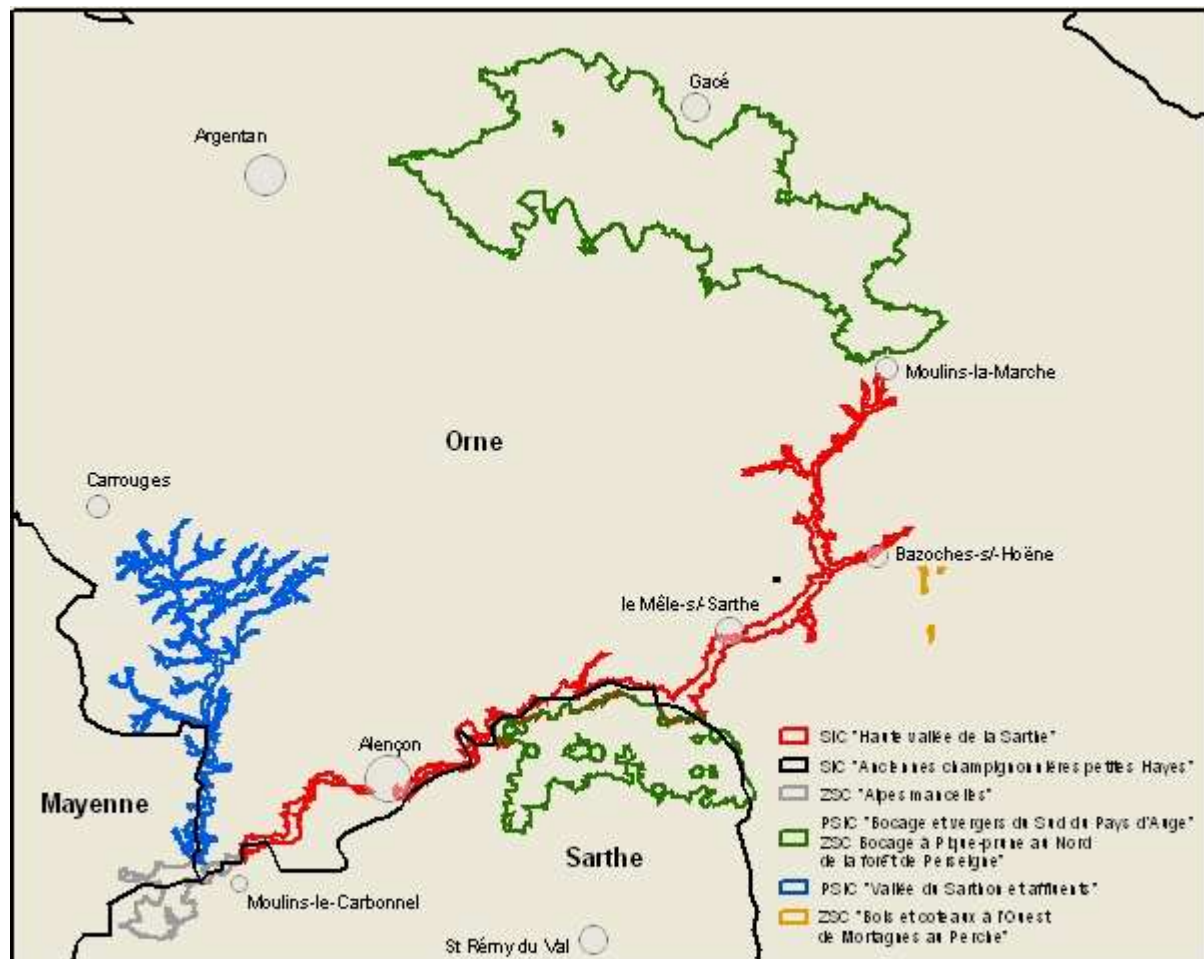 Gacé
Argentan
Moulins-la-Marche
Orne
Carrouges
Bazoches-s/-Hoëne
le Mêle-s/-Sarthe
Alençon
Mayenne
Sarthe
Moulins-le-Carbonnel
St Rémy du Val
SIC "Haute vallée de la Sarthe"
SIC "Anciennes champignonnières petites Hayes"
ZSC "Alpes mancelles"
PSIC "Bocage et vergers du Sud du Pays d'Auge"
ZSC Bocage à Pique-prune au Nord
de la forêt de Perseigne"
PSIC "Vallée du Sarthon et affluents"
ZSC "Bois et coteaux à l'Ouest
de Mortagnes au Perche"